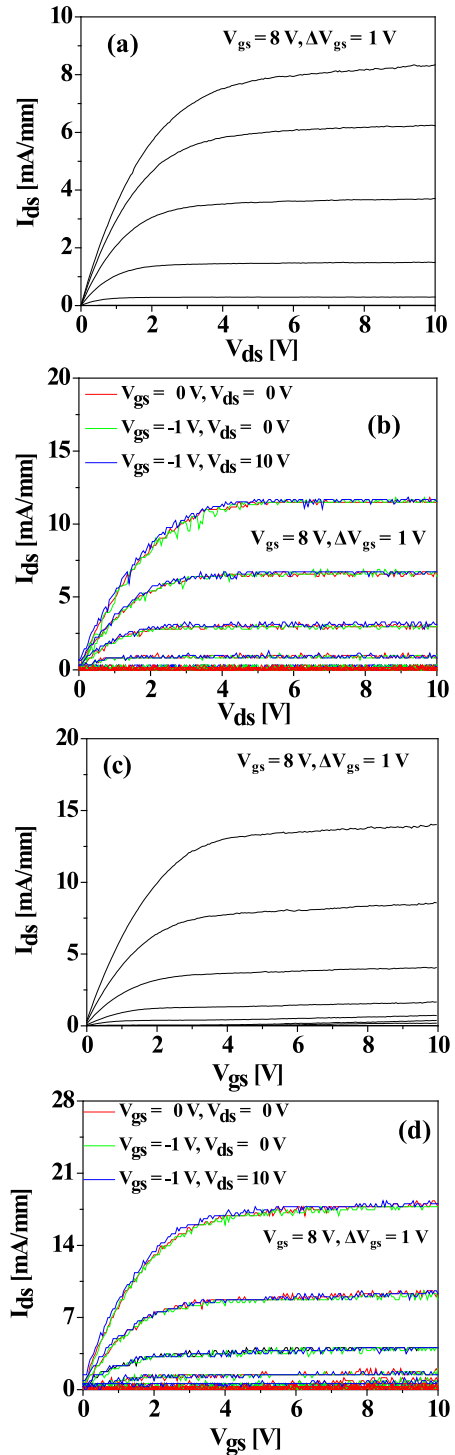 (a)
V_gs = 8 V, ΔV_gs = 1 V
I_ds [mA/mm]
8
6
4
2
0
0 2 4 6 8 10
V_ds [V]
V_gs = 0 V, V_ds = 0 V
V_gs = -1 V, V_ds = 0 V
V_gs = -1 V, V_ds = 10 V
(b)
V_gs = 8 V, ΔV_gs = 1 V
I_ds [mA/mm]
20
15
10
5
0
0 2 4 6 8 10
V_ds [V]
(c)
V_gs = 8 V, ΔV_gs = 1 V
I_ds [mA/mm]
20
15
10
5
0
0 2 4 6 8 10
V_gs [V]
V_gs = 0 V, V_ds = 0 V
V_gs = -1 V, V_ds = 0 V
V_gs = -1 V, V_ds = 10 V
(d)
V_gs = 8 V, ΔV_gs = 1 V
I_ds [mA/mm]
28
21
14
7
0
0 2 4 6 8 10
V_gs [V]